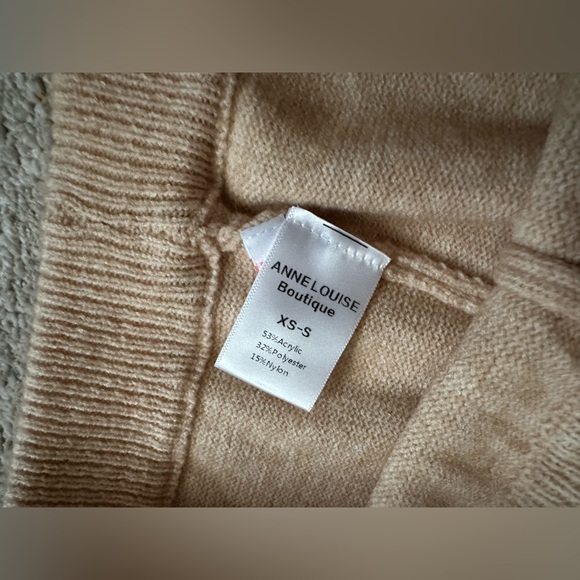 ANNE LOUISE
Boutique
XS-S
53%Acrylic
32%Polyester
15%Nylon